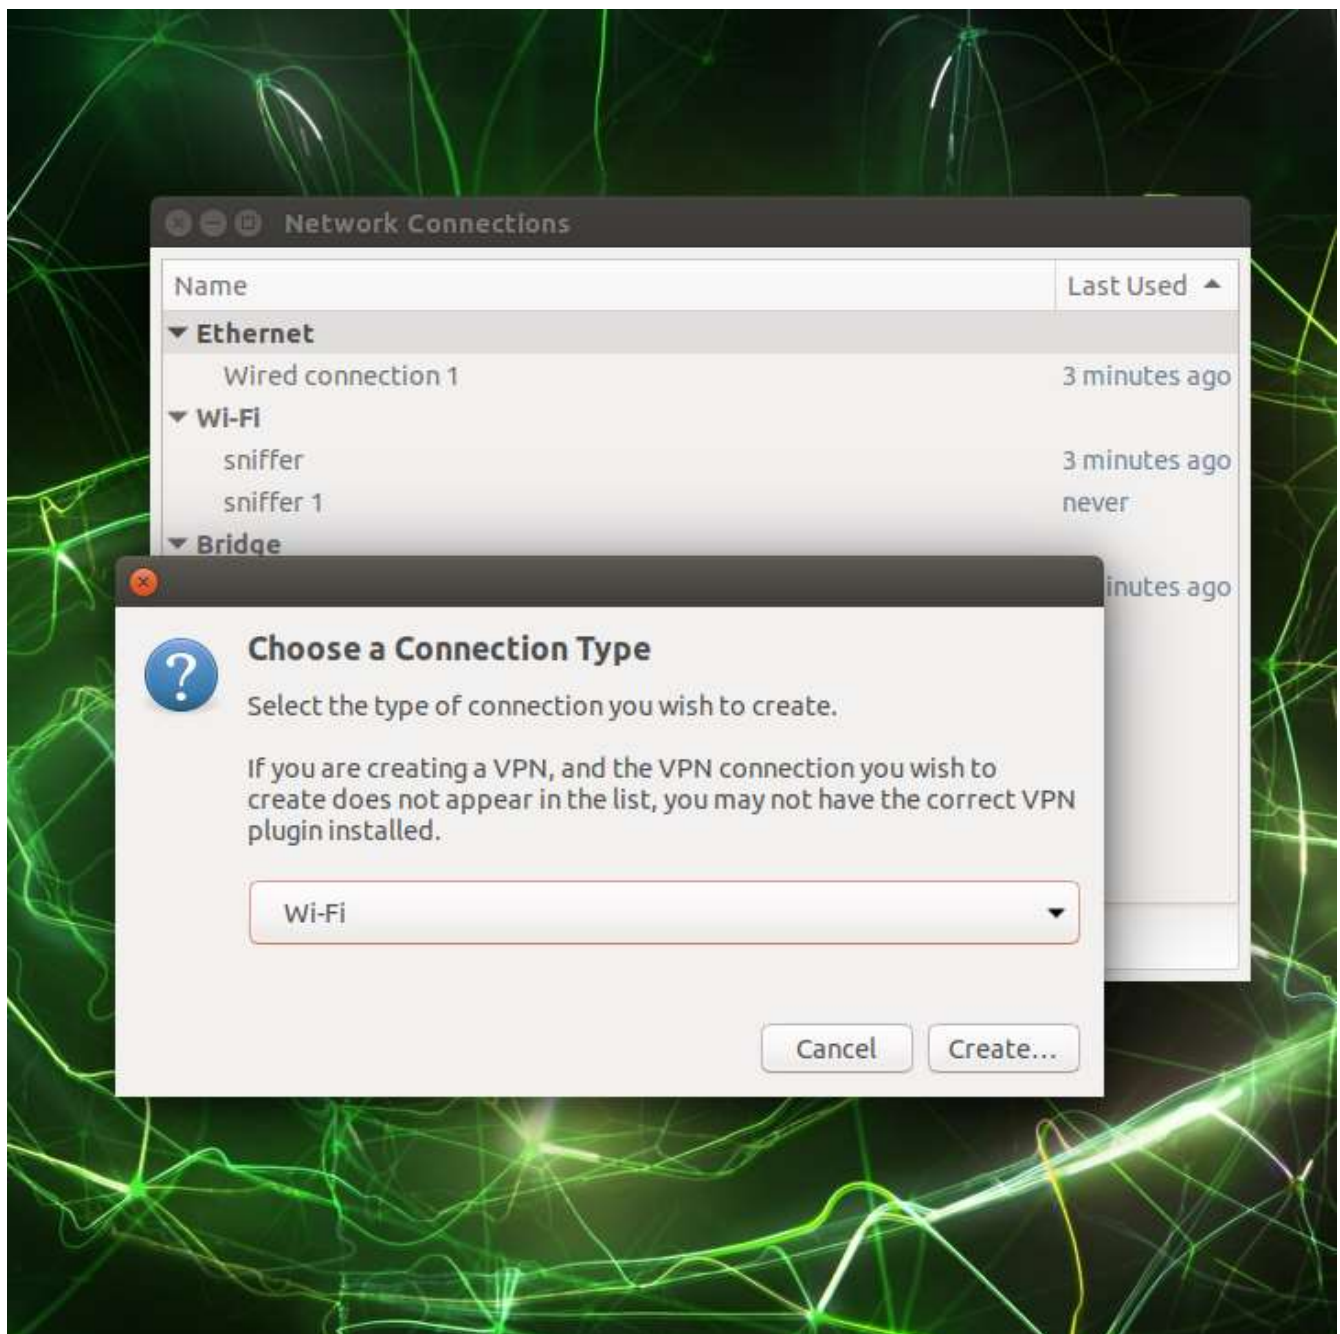 Network Connections
Name Last Used
Ethernet
Wired connection 1 3 minutes ago
Wi-Fi
sniffer 3 minutes ago
sniffer 1 never
Bridge
inutes ago
Choose a Connection Type
Select the type of connection you wish to create.
If you are creating a VPN, and the VPN connection you wish to
create does not appear in the list, you may not have the correct VPN
plugin installed.
Wi-Fi
Cancel Create...